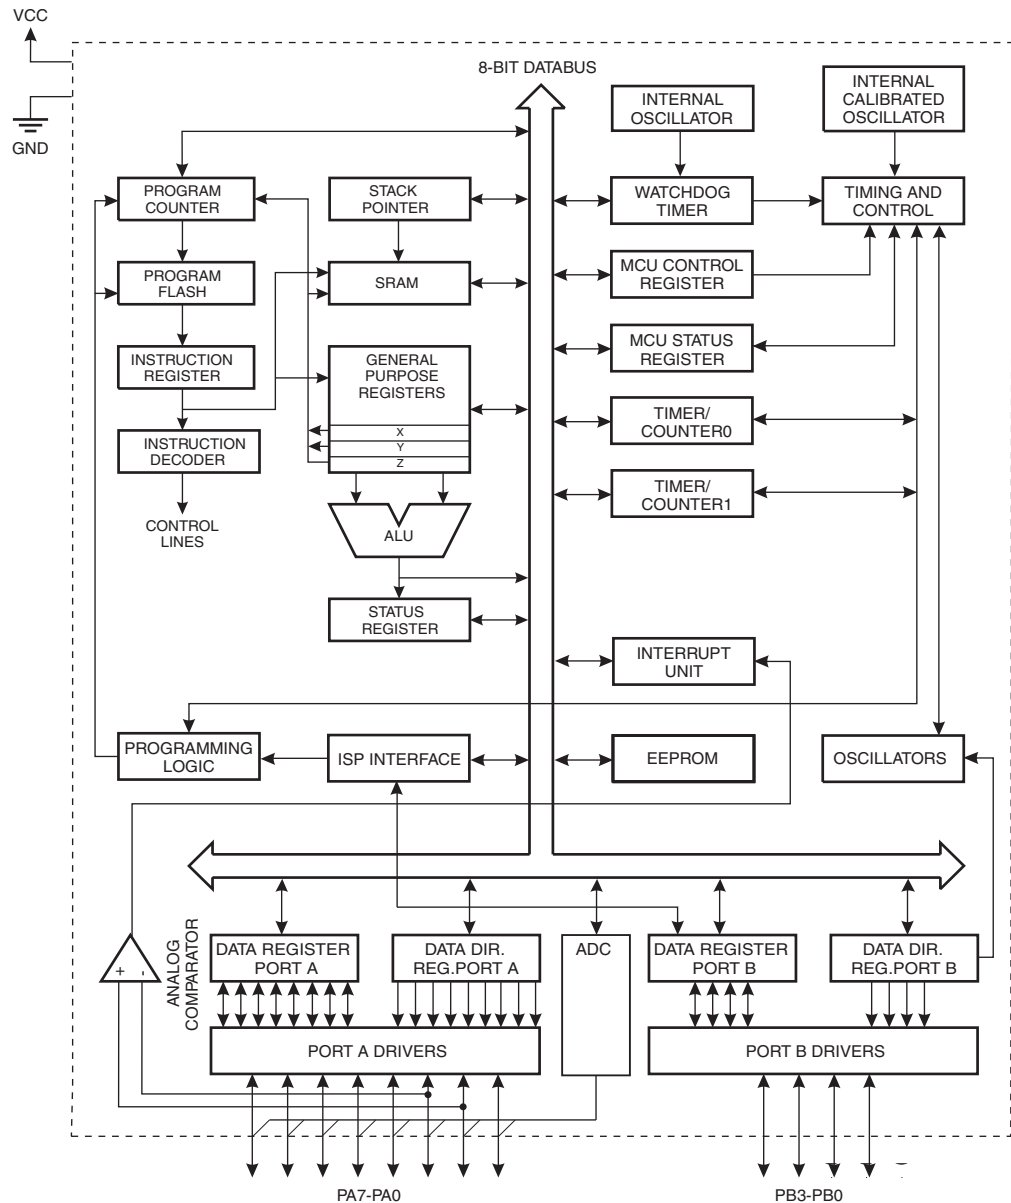 VCC
GND
8-BIT DATABUS
INTERNAL
OSCILLATOR
INTERNAL
CALIBRATED
OSCILLATOR
PROGRAM
COUNTER
STACK
POINTER
WATCHDOG
TIMER
TIMING AND
CONTROL
PROGRAM
FLASH
SRAM
MCU CONTROL
REGISTER
INSTRUCTION
REGISTER
GENERAL
PURPOSE
REGISTERS
X
Y
Z
MCU STATUS
REGISTER
INSTRUCTION
DECODER
TIMER/
COUNTER0
CONTROL
LINES
ALU
TIMER/
COUNTER1
STATUS
REGISTER
INTERRUPT
UNIT
PROGRAMMING
LOGIC
ISP INTERFACE
EEPROM
OSCILLATORS
ANALOG
COMPARATOR
+
-
DATA REGISTER
PORT A
DATA DIR.
REG.PORT A
ADC
DATA REGISTER
PORT B
DATA DIR.
REG.PORT B
PORT A DRIVERS
PORT B DRIVERS
PA7-PA0
PB3-PB0